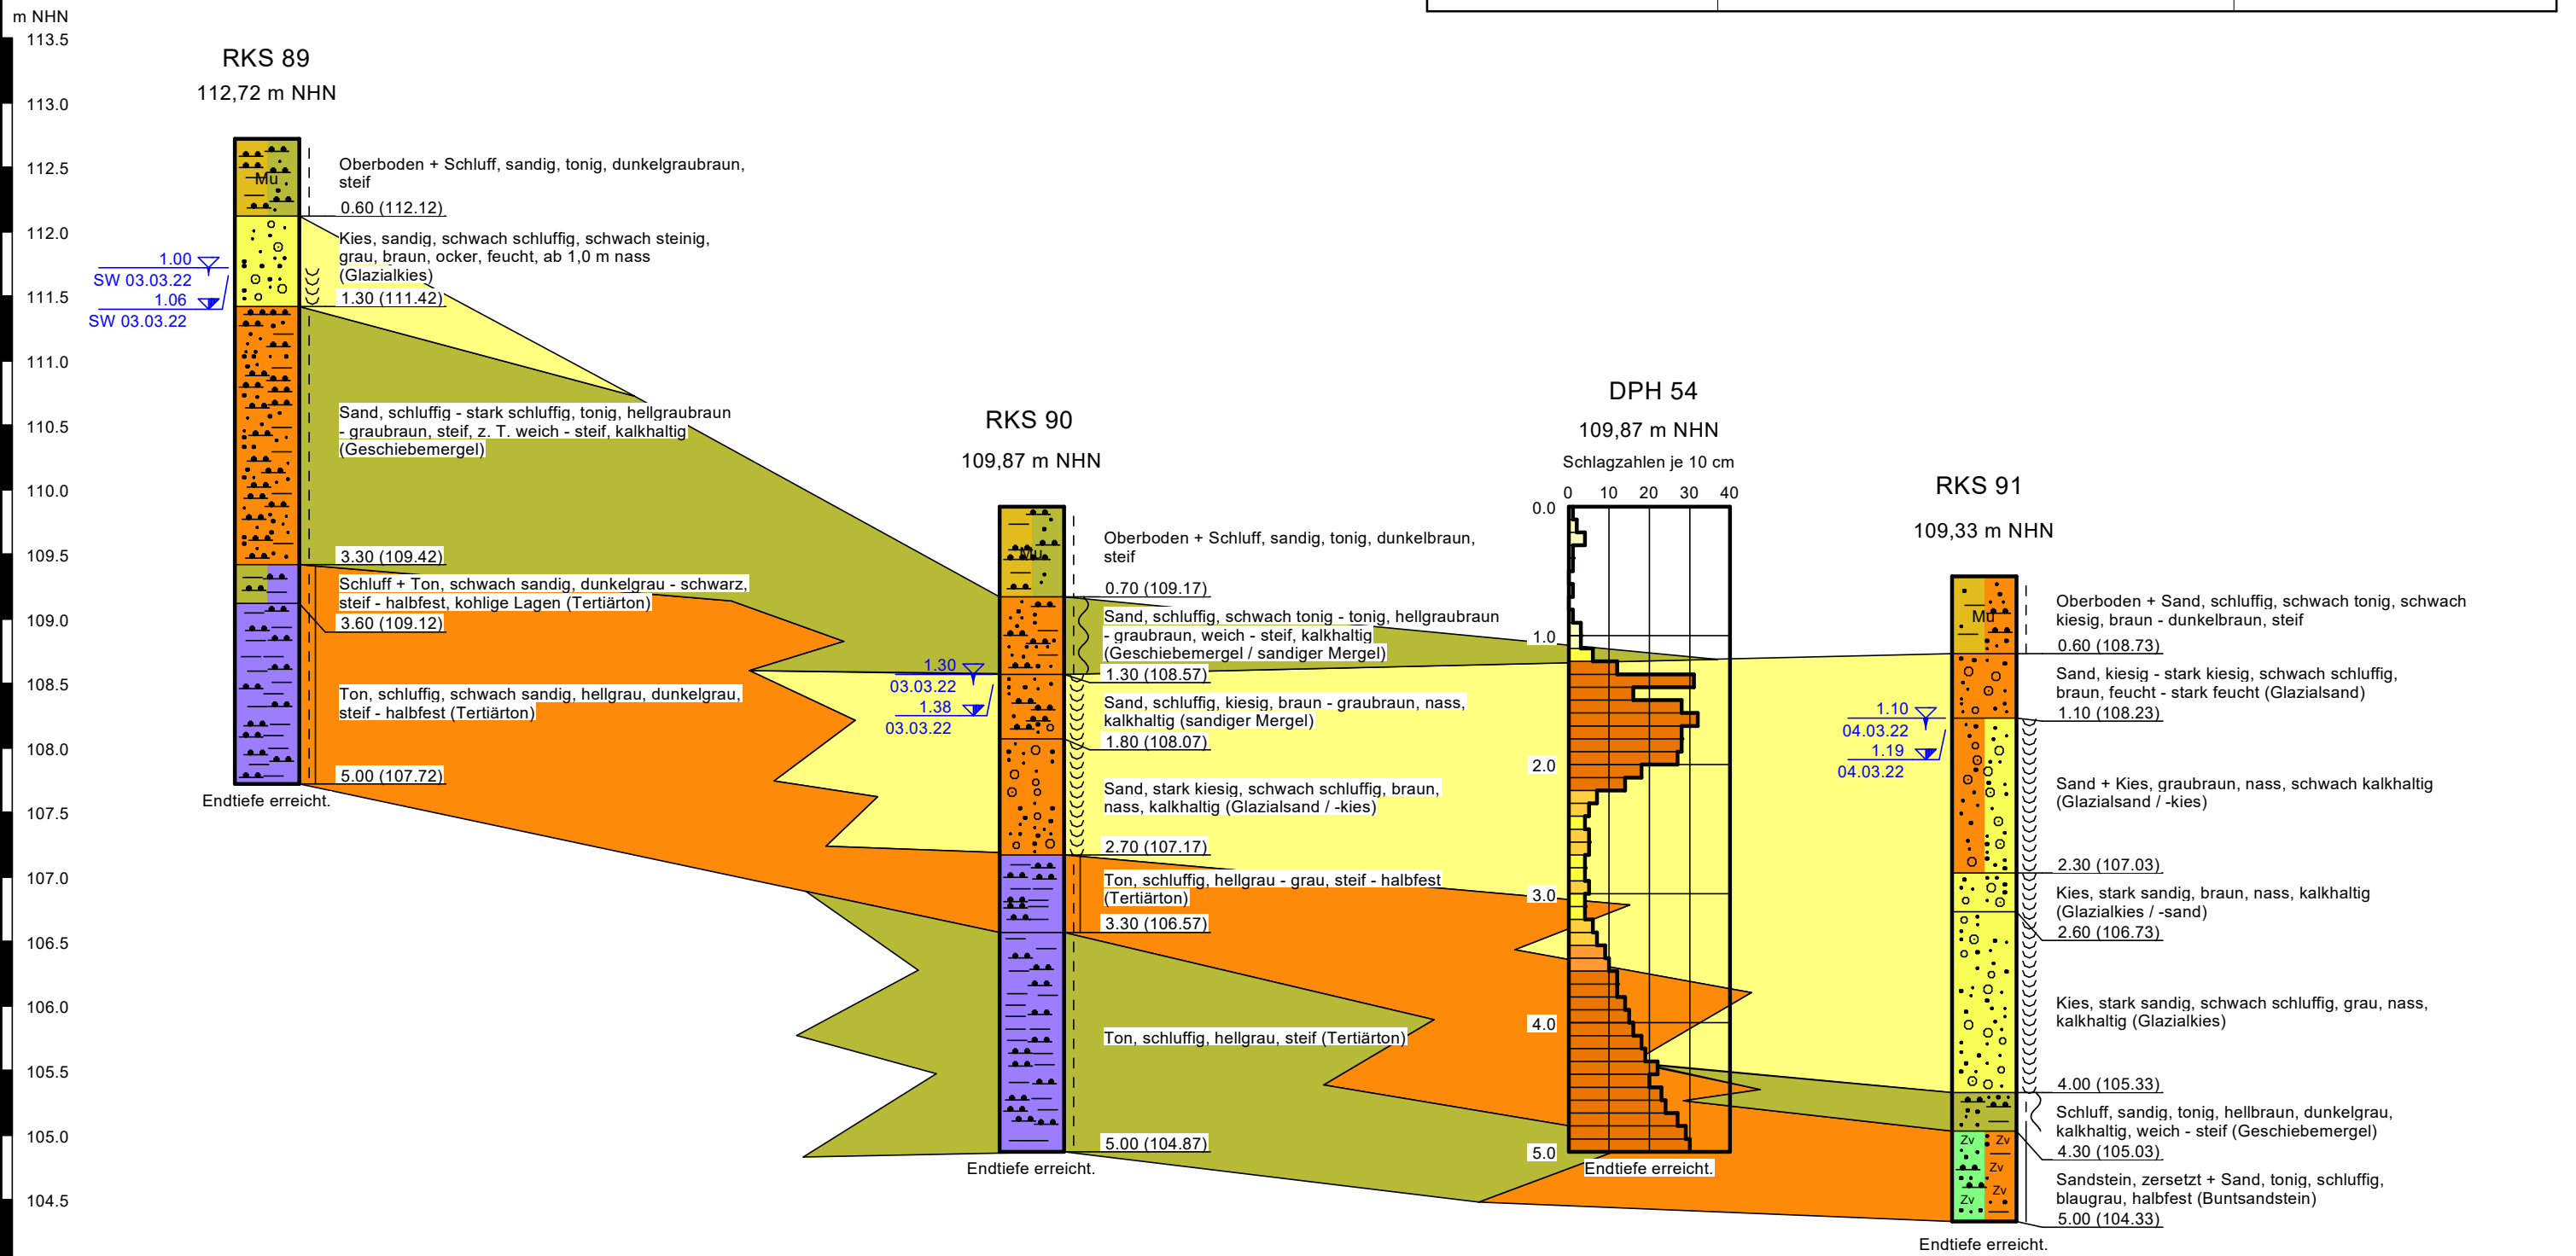 m NHN
113.5
113.0
112.5
112.0
111.5
111.0
110.5
110.0
109.5
109.0
108.5
108.0
107.5
107.0
106.5
106.0
105.5
105.0
104.5
RKS 89
112,72 m NHN
Mu
Oberboden + Schluff, sandig, tonig, dunkelgraubraun,
steif
0.60 (112.12)
Kies, sandig, schwach schluffig, schwach steinig,
grau, braun, ocker, feucht, ab 1,0 m nass
(Glazialkies)
1.30 (111.42)
1.00
SW 03.03.22
1.06
SW 03.03.22
Sand, schluffig - stark schluffig, tonig, hellgraubraun
- graubraun, steif, z. T. weich - steif, kalkhaltig
(Geschiebemergel)
3.30 (109.42)
Schluff + Ton, schwach sandig, dunkelgrau - schwarz,
steif - halbfest, kohlige Lagen (Tertiärton)
3.60 (109.12)
Ton, schluffig, schwach sandig, hellgrau, dunkelgrau,
steif - halbfest (Tertiärton)
5.00 (107.72)
Endtiefe erreicht.
RKS 90
109,87 m NHN
Mu
Oberboden + Schluff, sandig, tonig, dunkelbraun,
steif
0.70 (109.17)
Sand, schluffig, schwach tonig - tonig, hellgraubraun
- graubraun, weich - steif, kalkhaltig
(Geschiebemergel / sandiger Mergel)
1.30 (108.57)
1.30
03.03.22
1.38
03.03.22
Sand, schluffig, kiesig, braun - graubraun, nass,
kalkhaltig (sandiger Mergel)
1.80 (108.07)
Sand, stark kiesig, schwach schluffig, braun,
nass, kalkhaltig (Glazialsand / -kies)
2.70 (107.17)
Ton, schluffig, hellgrau - grau, steif - halbfest
(Tertiärton)
3.30 (106.57)
Ton, schluffig, hellgrau, steif (Tertiärton)
5.00 (104.87)
Endtiefe erreicht.
DPH 54
109,87 m NHN
Schlagzahlen je 10 cm
0 10 20 30 40
0.0
1.0
2.0
3.0
4.0
5.0
Endtiefe erreicht.
RKS 91
109,33 m NHN
Mu
Oberboden + Sand, schluffig, schwach tonig, schwach
kiesig, braun - dunkelbraun, steif
0.60 (108.73)
Sand, kiesig - stark kiesig, schwach schluffig,
braun, feucht - stark feucht (Glazialsand)
1.10 (108.23)
1.10
04.03.22
1.19
04.03.22
Sand + Kies, graubraun, nass, schwach kalkhaltig
(Glazialsand / -kies)
2.30 (107.03)
Kies, stark sandig, braun, nass, kalkhaltig
(Glazialkies / -sand)
2.60 (106.73)
Kies, stark sandig, schwach schluffig, grau, nass,
kalkhaltig (Glazialkies)
4.00 (105.33)
Schluff, sandig, tonig, hellbraun, dunkelgrau,
kalkhaltig, weich - steif (Geschiebemergel)
4.30 (105.03)
Zv Zv
Zv
Zv Zv
Sandstein, zersetzt + Sand, tonig, schluffig,
blaugrau, halbfest (Buntsandstein)
5.00 (104.33)
Endtiefe erreicht.